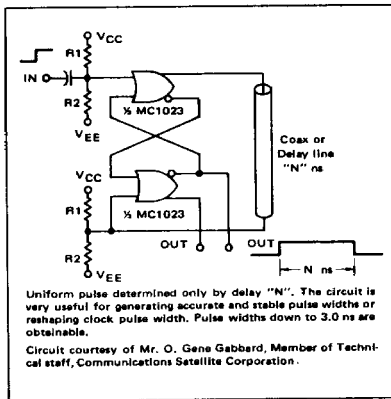 VCC
R1
IN
R2
½ MC1023
VEE
Coax or
Delay line
"N" ns
VCC
R1
½ MC1023
R2
OUT
OUT
VEE
N ns
Uniform pulse determined only by delay "N". The circuit is
very useful for generating accurate and stable pulse widths or
reshaping clock pulse width. Pulse widths down to 3.0 ns are
obtainable.
Circuit courtesy of Mr. O. Gene Gabbard, Member of Techni-
cal staff, Communications Satellite Corporation.